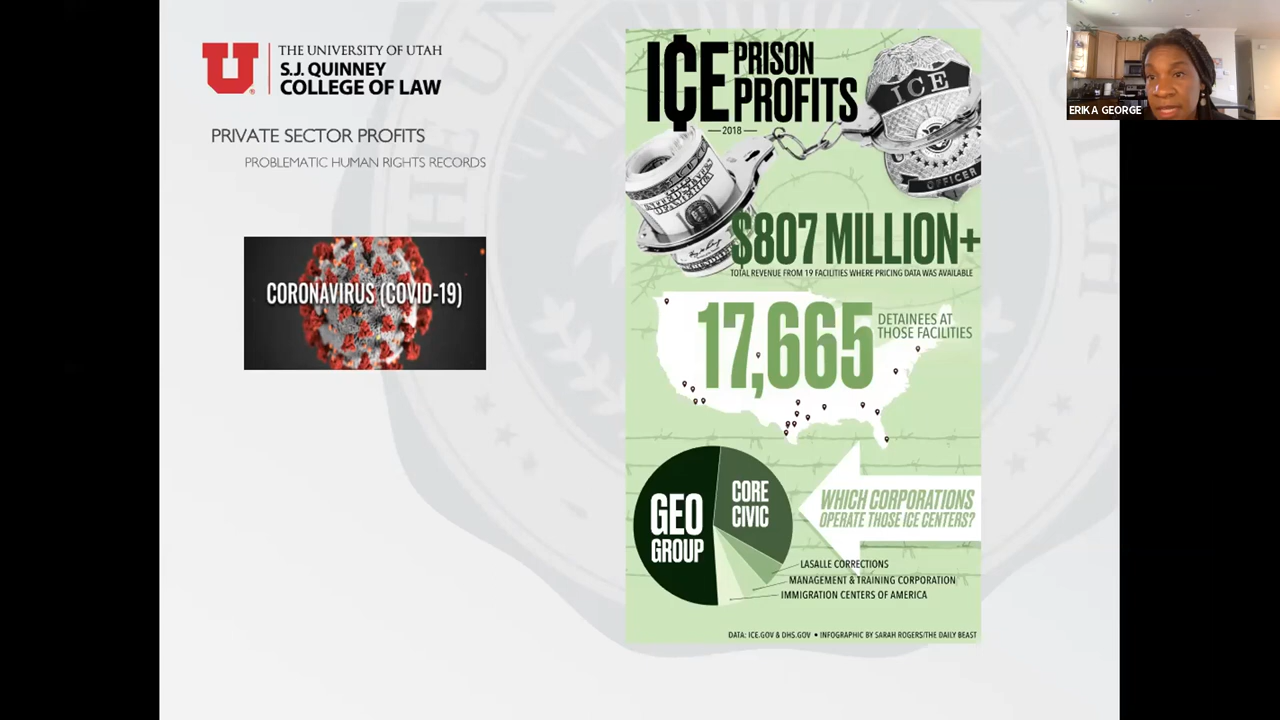 THE UNIVERSITY OF UTAH
S.J. QUINNEY
COLLEGE OF LAW
PRIVATE SECTOR PROFITS
PROBLEMATIC HUMAN RIGHTS RECORDS
CORONAVIRUS (COVID-19)
ICE PRISON
PROFITS
2018
ICE
OFFICER
$807 MILLION+
TOTAL REVENUE FROM 19 FACILITIES WHERE PRICING DATA WAS AVAILABLE
17,665
DETAINEES AT
THOSE FACILITIES
GEO
GROUP
CORE
CIVIC
WHICH CORPORATIONS
OPERATE THOSE ICE CENTERS?
LASALLE CORRECTIONS
MANAGEMENT & TRAINING CORPORATION
IMMIGRATION CENTERS OF AMERICA
DATA: ICE.GOV & DHS.GOV • INFOGRAPHIC BY SARAH ROGERS/THE DAILY BEAST
ERIKA GEORGE